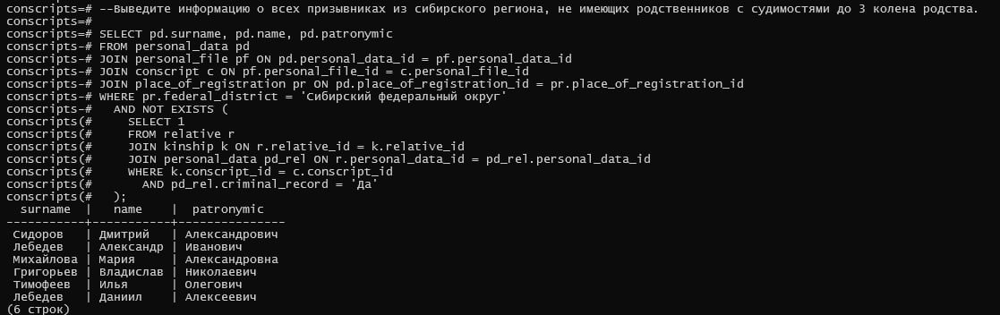 conscripts=# --Выведите информацию о всех призывниках из сибирского региона, не имеющих родственников с судимостями до 3 колена родства.
conscripts=#
conscripts=# SELECT pd.surname, pd.name, pd.patronymic
conscripts-# FROM personal_data pd
conscripts-# JOIN personal_file pf ON pd.personal_data_id = pf.personal_data_id
conscripts-# JOIN conscript c ON pf.personal_file_id = c.personal_file_id
conscripts-# JOIN place_of_registration pr ON pd.place_of_registration_id = pr.place_of_registration_id
conscripts-# WHERE pr.federal_district = 'Сибирский федеральный округ'
conscripts-#   AND NOT EXISTS (
conscripts(#     SELECT 1
conscripts(#     FROM relative r
conscripts(#     JOIN kinship k ON r.relative_id = k.relative_id
conscripts(#     JOIN personal_data pd_rel ON r.personal_data_id = pd_rel.personal_data_id
conscripts(#     WHERE k.conscript_id = c.conscript_id
conscripts(#       AND pd_rel.criminal_record = 'Да'
conscripts(#   );
  surname  |   name    |  patronymic
-----------+-----------+---------------
 Сидоров   | Дмитрий   | Александрович
 Лебедев   | Александр | Иванович
 Михайлова | Мария     | Александровна
 Григорьев | Владислав | Николаевич
 Тимофеев  | Илья      | Олегович
 Лебедев   | Даниил    | Алексеевич
(6 строк)